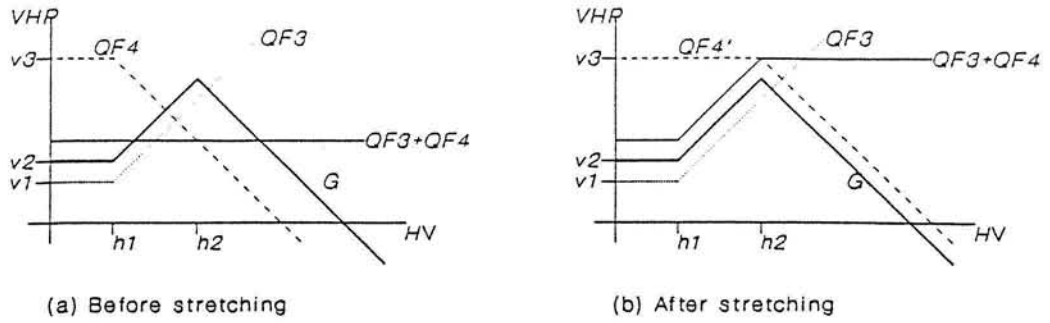 VHP
v3
QF4
QF3
QF3+QF4
v2
v1
G
HV
h1
h2
(a) Before stretching
VHP
v3
QF4'
QF3
QF3+QF4
v2
v1
G
HV
h1
h2
(b) After stretching